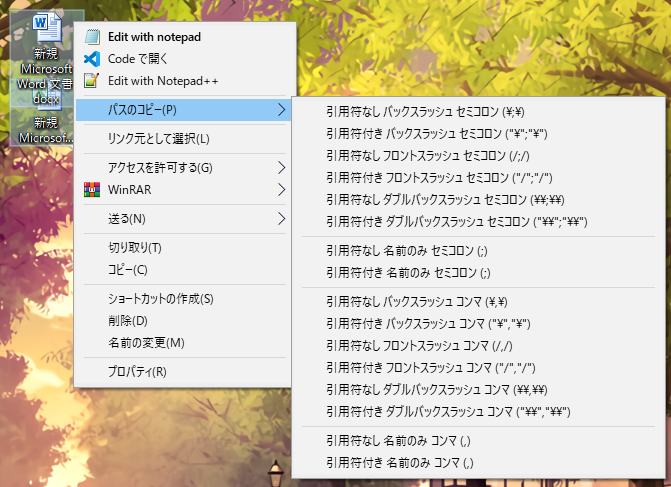 新規
Microsoft
Word 文書
docx
新規
Microsof...
Edit with notepad
Code で開く
Edit with Notepad++
パスのコピー(P)
リンク元として選択(L)
アクセスを許可する(G)
WinRAR
送る(N)
切り取り(T)
コピー(C)
ショートカットの作成(S)
削除(D)
名前の変更(M)
プロパティ(R)
引用符なし バックスラッシュ セミコロン (¥;¥)
引用符付き バックスラッシュ セミコロン ("¥";"¥")
引用符なし フロントスラッシュ セミコロン (/;/)
引用符付き フロントスラッシュ セミコロン ("/";"/")
引用符なし ダブルバックスラッシュ セミコロン (¥¥;¥¥)
引用符付き ダブルバックスラッシュ セミコロン ("¥¥";"¥¥")
引用符なし 名前のみ セミコロン (;)
引用符付き 名前のみ セミコロン (;)
引用符なし バックスラッシュ コンマ (¥,¥)
引用符付き バックスラッシュ コンマ ("¥","¥")
引用符なし フロントスラッシュ コンマ (/,/)
引用符付き フロントスラッシュ コンマ ("/","/")
引用符なし ダブルバックスラッシュ コンマ (¥¥,¥¥)
引用符付き ダブルバックスラッシュ コンマ ("¥¥","¥¥")
引用符なし 名前のみ コンマ (,)
引用符付き 名前のみ コンマ (,)